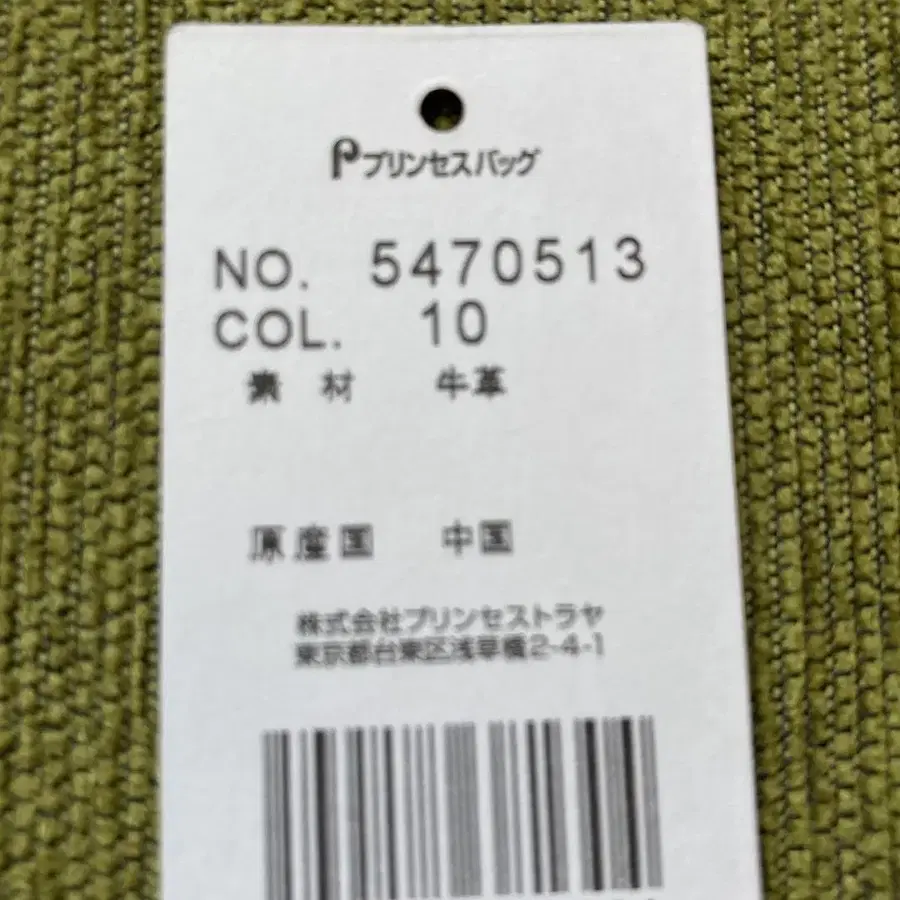 プリンセスバッグ
NO. 5470513
COL. 10
素材 牛革
原産国 中国
株式会社プリンセストラヤ
東京都台東区浅草橋2-4-1